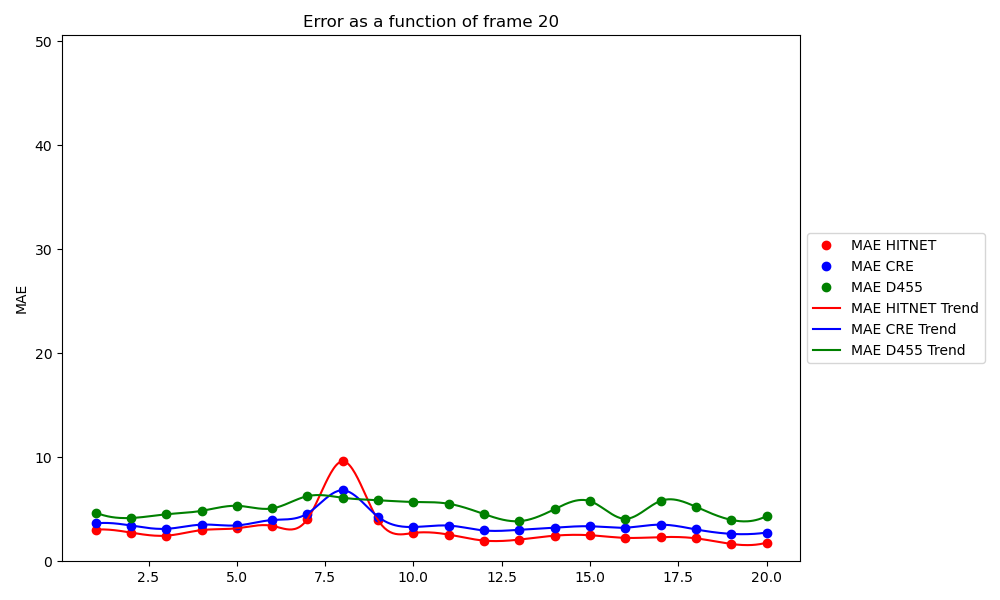 Error as a function of frame 20
50
40
30
20
10
0
MAE
2.5
5.0
7.5
10.0
12.5
15.0
17.5
20.0
MAE HITNET
MAE CRE
MAE D455
MAE HITNET Trend
MAE CRE Trend
MAE D455 Trend